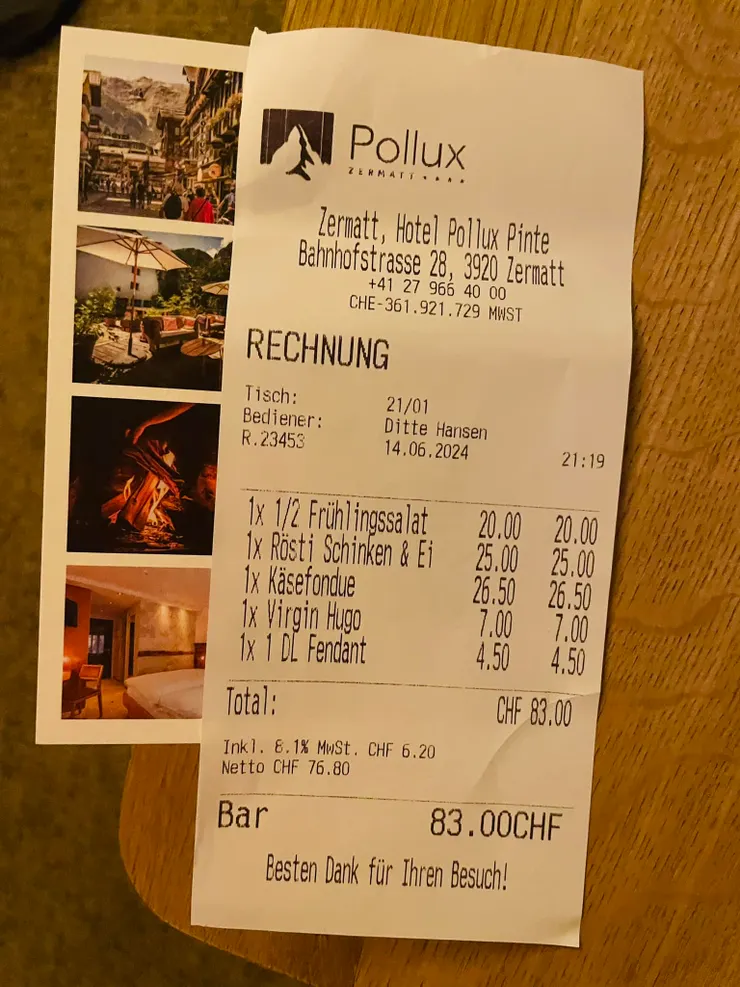 Pollux
ZERMATT ★★★★
Zermatt, Hotel Pollux Pinte
Bahnhofstrasse 28, 3920 Zermatt
+41 27 966 40 00
CHE-361.921.729 MWST
RECHNUNG
Tisch: 21/01
Bediener: Ditte Hansen
R.23453 14.06.2024 21:19
1x 1/2 Frühlingssalat 20.00 20.00
1x Rösti Schinken & Ei 25.00 25.00
1x Käsefondue 26.50 26.50
1x Virgin Hugo 7.00 7.00
1x 1 DL Fendant 4.50 4.50
Total: CHF 83.00
Inkl. 8.1% MwSt. CHF 6.20
Netto CHF 76.80
Bar 83.00CHF
Besten Dank für Ihren Besuch!